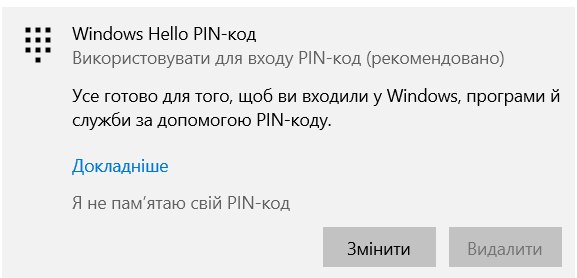 Windows Hello PIN-код
Використовувати для входу PIN-код (рекомендовано)
Усе готово для того, щоб ви входили у Windows, програми й
служби за допомогою PIN-коду.
Докладніше
Я не пам’ятаю свій PIN-код
Змінити
Видалити